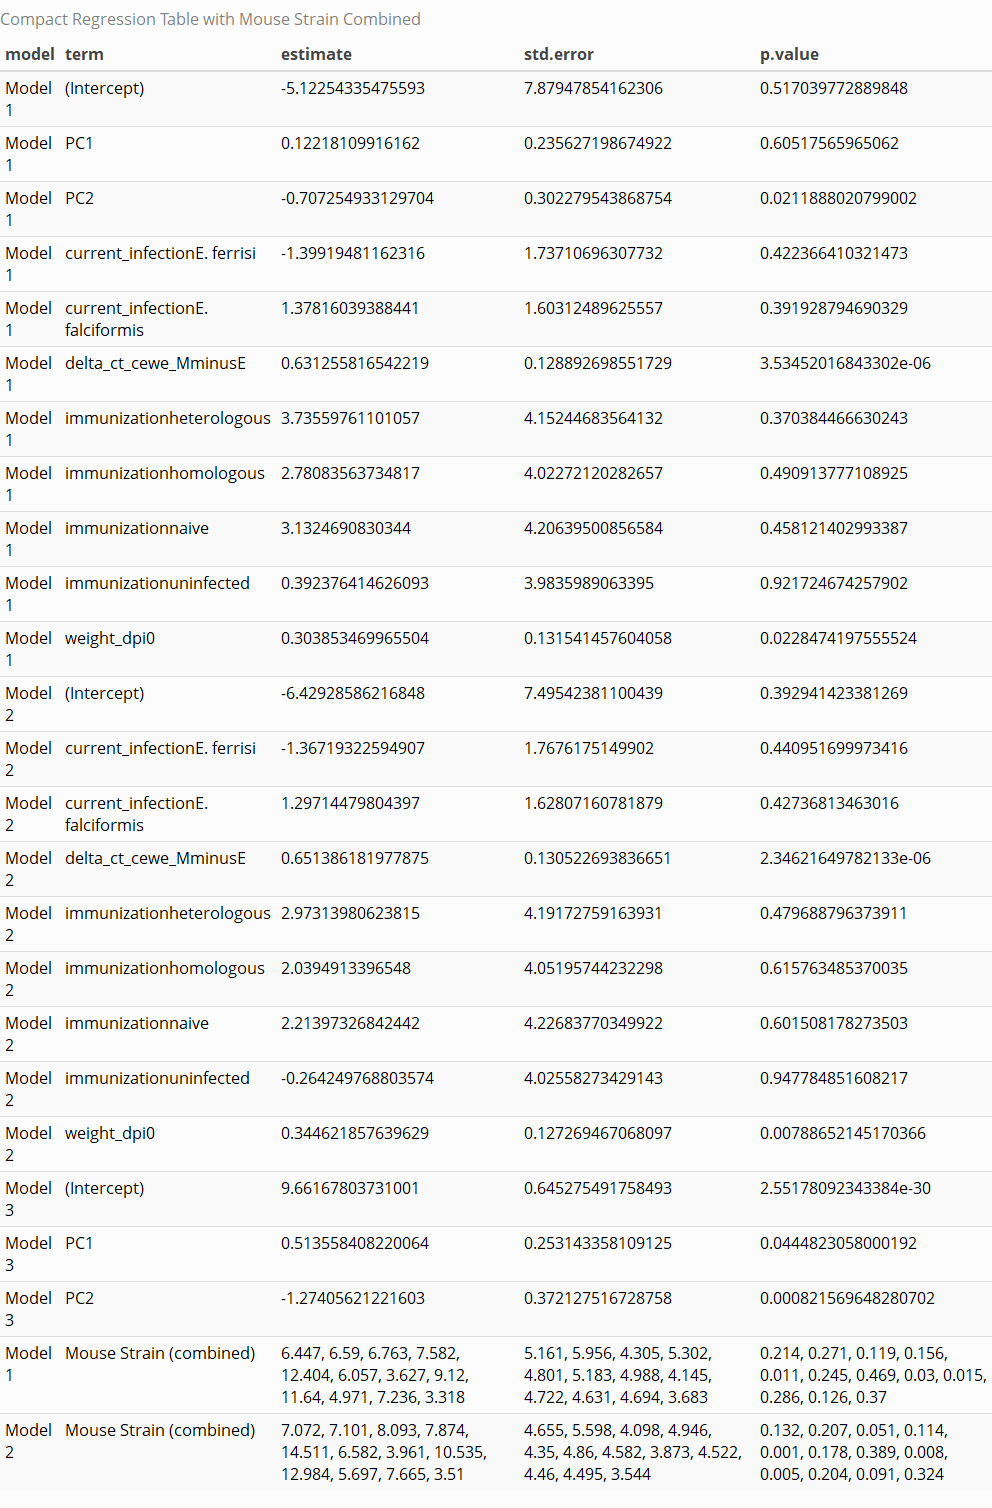 Compact Regression Table with Mouse Strain Combined
model term estimate std.error p.value
Model 1 (Intercept) -5.12254335475593 7.87947854162306 0.517039772889848
Model 1 PC1 0.12218109916162 0.235627198674922 0.60517565965062
Model 1 PC2 -0.707254933129704 0.302279543868754 0.0211888020799002
Model 1 current_infectionE. ferrisi -1.39919481162316 1.73710696307732 0.422366410321473
Model 1 current_infectionE. falciformis 1.37816039388441 1.60312489625557 0.391928794690329
Model 1 delta_ct_cewe_MminusE 0.631255816542219 0.128892698551729 3.53452016843302e-06
Model 1 immunizationheterologous 3.73559761101057 4.15244683564132 0.370384466630243
Model 1 immunizationhomologous 2.78083563734817 4.02272120282657 0.490913777108925
Model 1 immunizationnaive 3.1324690830344 4.20639500856584 0.458121402993387
Model 1 immunizationuninfected 0.392376414626093 3.9835989063395 0.921724674257902
Model 1 weight_dpi0 0.303853469965504 0.131541457604058 0.0228474197555524
Model 2 (Intercept) -6.42928586216848 7.49542381100439 0.392941423381269
Model 2 current_infectionE. ferrisi -1.36719322594907 1.7676175149902 0.440951699973416
Model 2 current_infectionE. falciformis 1.29714479804397 1.62807160781879 0.42736813463016
Model 2 delta_ct_cewe_MminusE 0.651386181977875 0.130522693836651 2.34621649782133e-06
Model 2 immunizationheterologous 2.97313980623815 4.19172759163931 0.479688796373911
Model 2 immunizationhomologous 2.0394913396548 4.05195744232298 0.615763485370035
Model 2 immunizationnaive 2.21397326842442 4.22683770349922 0.601508178273503
Model 2 immunizationuninfected -0.264249768803574 4.02558273429143 0.947784851608217
Model 2 weight_dpi0 0.344621857639629 0.127269467068097 0.00788652145170366
Model 3 (Intercept) 9.66167803731001 0.645275491758493 2.55178092343384e-30
Model 3 PC1 0.513558408220064 0.253143358109125 0.0444823058000192
Model 3 PC2 -1.27405621221603 0.372127516728758 0.000821569648280702
Model 1 Mouse Strain (combined) 6.447, 6.59, 6.763, 7.582, 12.404, 6.057, 3.627, 9.12, 11.64, 4.971, 7.236, 3.318 5.161, 5.956, 4.305, 5.302, 4.801, 5.183, 4.988, 4.145, 4.722, 4.631, 4.694, 3.683 0.214, 0.271, 0.119, 0.156, 0.011, 0.245, 0.469, 0.03, 0.015, 0.286, 0.126, 0.37
Model 2 Mouse Strain (combined) 7.072, 7.101, 8.093, 7.874, 14.511, 6.582, 3.961, 10.535, 12.984, 5.697, 7.665, 3.51 4.655, 5.598, 4.098, 4.946, 4.35, 4.86, 4.582, 3.873, 4.522, 4.46, 4.495, 3.544 0.132, 0.207, 0.051, 0.114, 0.001, 0.178, 0.389, 0.008, 0.005, 0.204, 0.091, 0.324